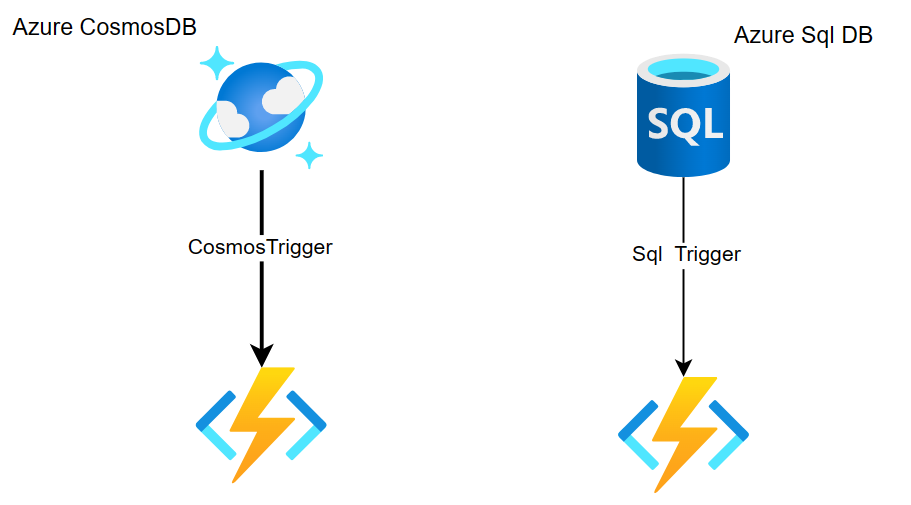 Azure CosmosDB
Azure Sql DB
SQL
CosmosTrigger
Sql  Trigger